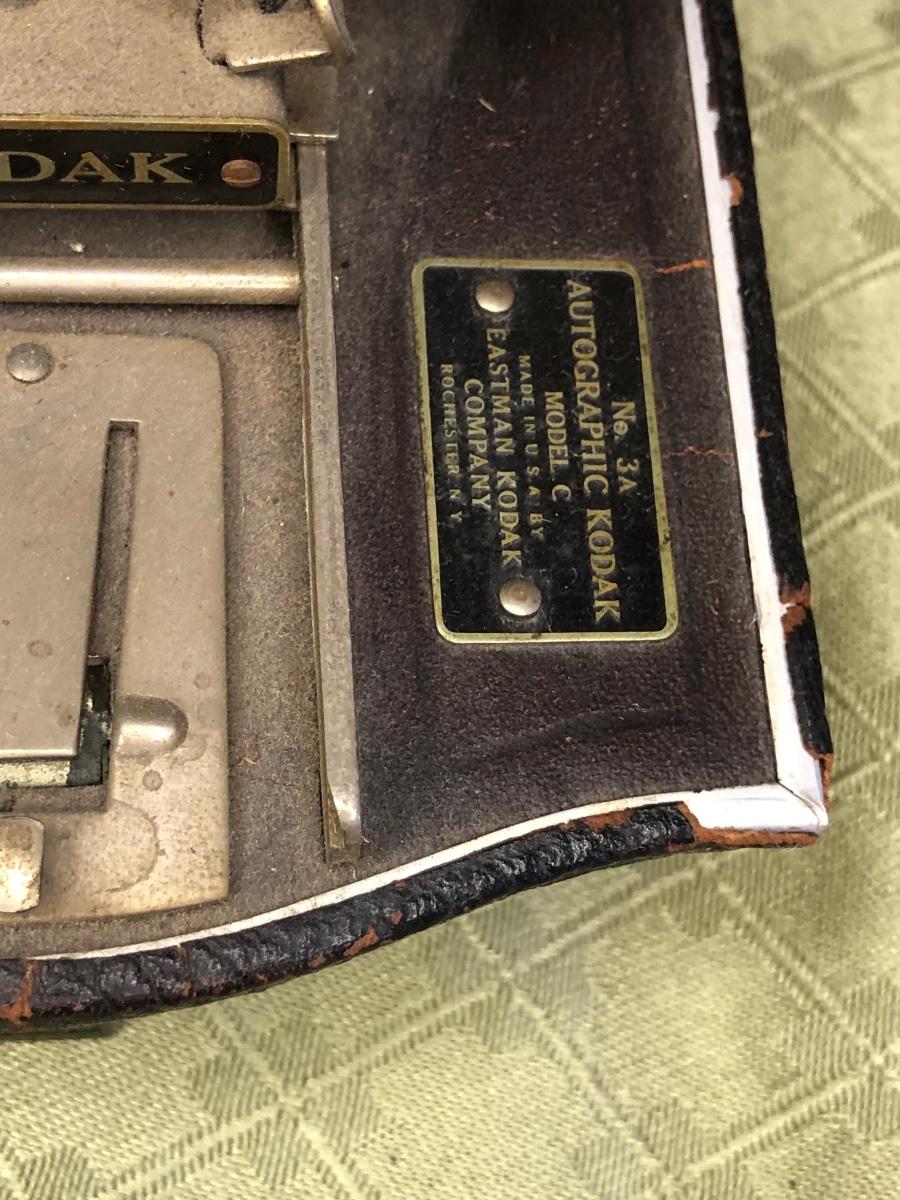 DAK
No. 3A
AUTOGRAPHIC KODAK
MODEL C
MADE IN U S A BY
EASTMAN KODAK
COMPANY
ROCHESTER N Y